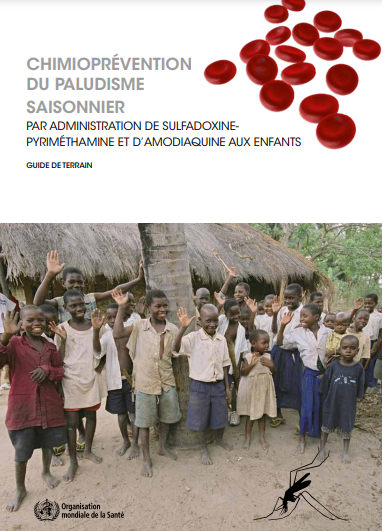 CHIMIOPRÉVENTION
DU PALUDISME
SAISONNIER
PAR ADMINISTRATION DE SULFADOXINE-
PYRIMÉTHAMINE ET D’AMODIAQUINE AUX ENFANTS
GUIDE DE TERRAIN
Organisation
mondiale de la Santé